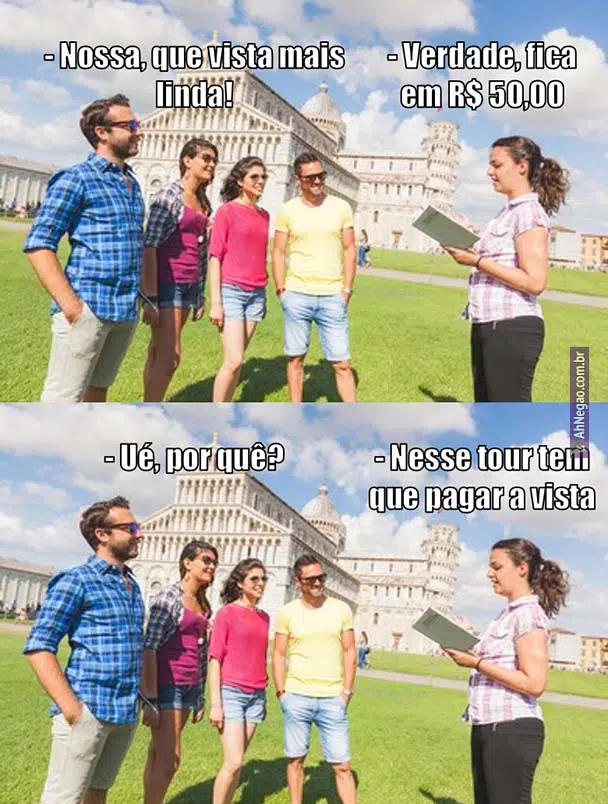 - Nossa, que vista mais
linda!
- Verdade, fica
em R$ 50,00
AhNegao.com.br
- Ué, por quê?
- Nesse tour tem
que pagar a vista